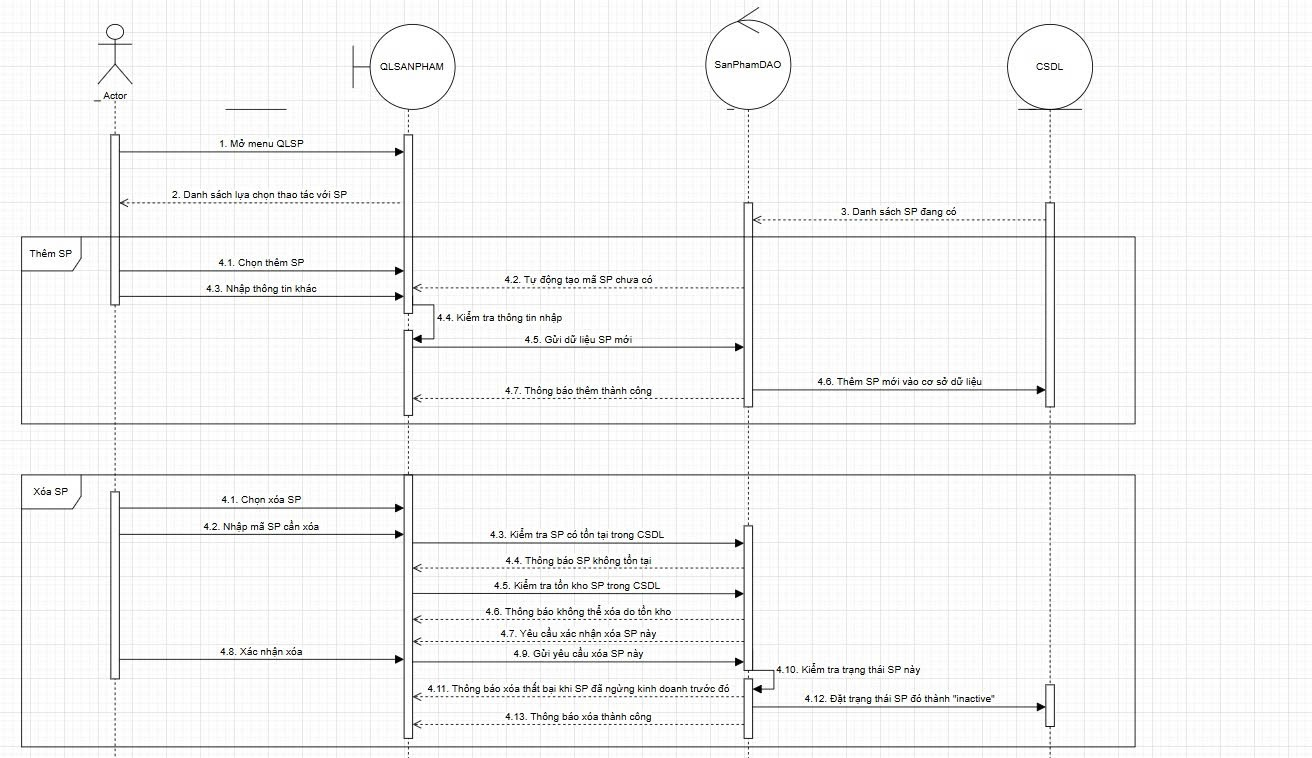 QLSANPHAM
SanPhamDAO
CSDL
_ Actor
1. Mở menu QLSP
2. Danh sách lựa chọn thao tác với SP
3. Danh sách SP đang có
Thêm SP
4.1. Chọn thêm SP
4.2. Tự động tạo mã SP chưa có
4.3. Nhập thông tin khác
4.4. Kiểm tra thông tin nhập
4.5. Gửi dữ liệu SP mới
4.6. Thêm SP mới vào cơ sở dữ liệu
4.7. Thông báo thêm thành công
Xóa SP
4.1. Chọn xóa SP
4.2. Nhập mã SP cần xóa
4.3. Kiểm tra SP có tồn tại trong CSDL
4.4. Thông báo SP không tồn tại
4.5. Kiểm tra tồn kho SP trong CSDL
4.6. Thông báo không thể xóa do tồn kho
4.7. Yêu cầu xác nhận xóa SP này
4.8. Xác nhận xóa
4.9. Gửi yêu cầu xóa SP này
4.10. Kiểm tra trạng thái SP này
4.11. Thông báo xóa thất bại khi SP đã ngừng kinh doanh trước đó
4.12. Đặt trạng thái SP đó thành "inactive"
4.13. Thông báo xóa thành công